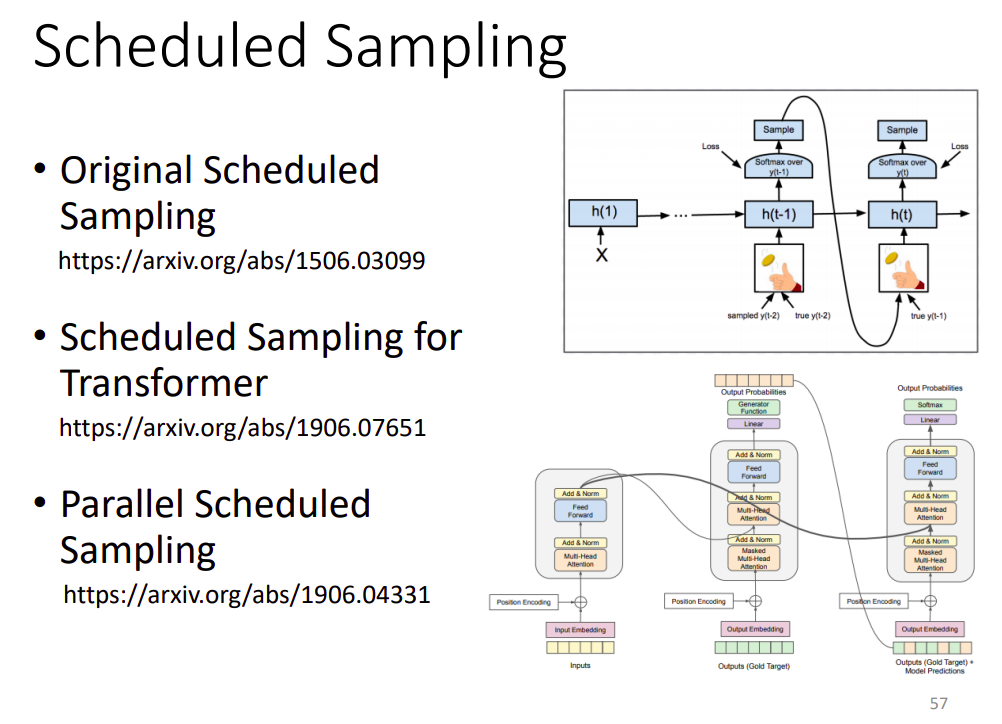 Scheduled Sampling
• Original Scheduled
Sampling
https://arxiv.org/abs/1506.03099
• Scheduled Sampling for
Transformer
https://arxiv.org/abs/1906.07651
• Parallel Scheduled
Sampling
https://arxiv.org/abs/1906.04331
Sample
Sample
Loss
Softmax over
y(t-1)
Softmax over
y(t)
Loss
h(1)
...
h(t-1)
h(t)
X
sampled y(t-2)
true y(t-2)
true y(t-1)
Output Probabilities
Generator
Function
Linear
Add & Norm
Feed
Forward
Add & Norm
Multi-Head
Attention
Add & Norm
Masked
Multi-Head
Attention
Position Encoding
Output Embedding
Outputs (Gold Target)
Add & Norm
Feed
Forward
Add & Norm
Multi-Head
Attention
Position Encoding
Input Embedding
Inputs
Output Probabilities
Softmax
Linear
Add & Norm
Feed
Forward
Add & Norm
Multi-Head
Attention
Add & Norm
Masked
Multi-Head
Attention
Position Encoding
Output Embedding
Outputs (Gold Target) +
Model Predictions
57